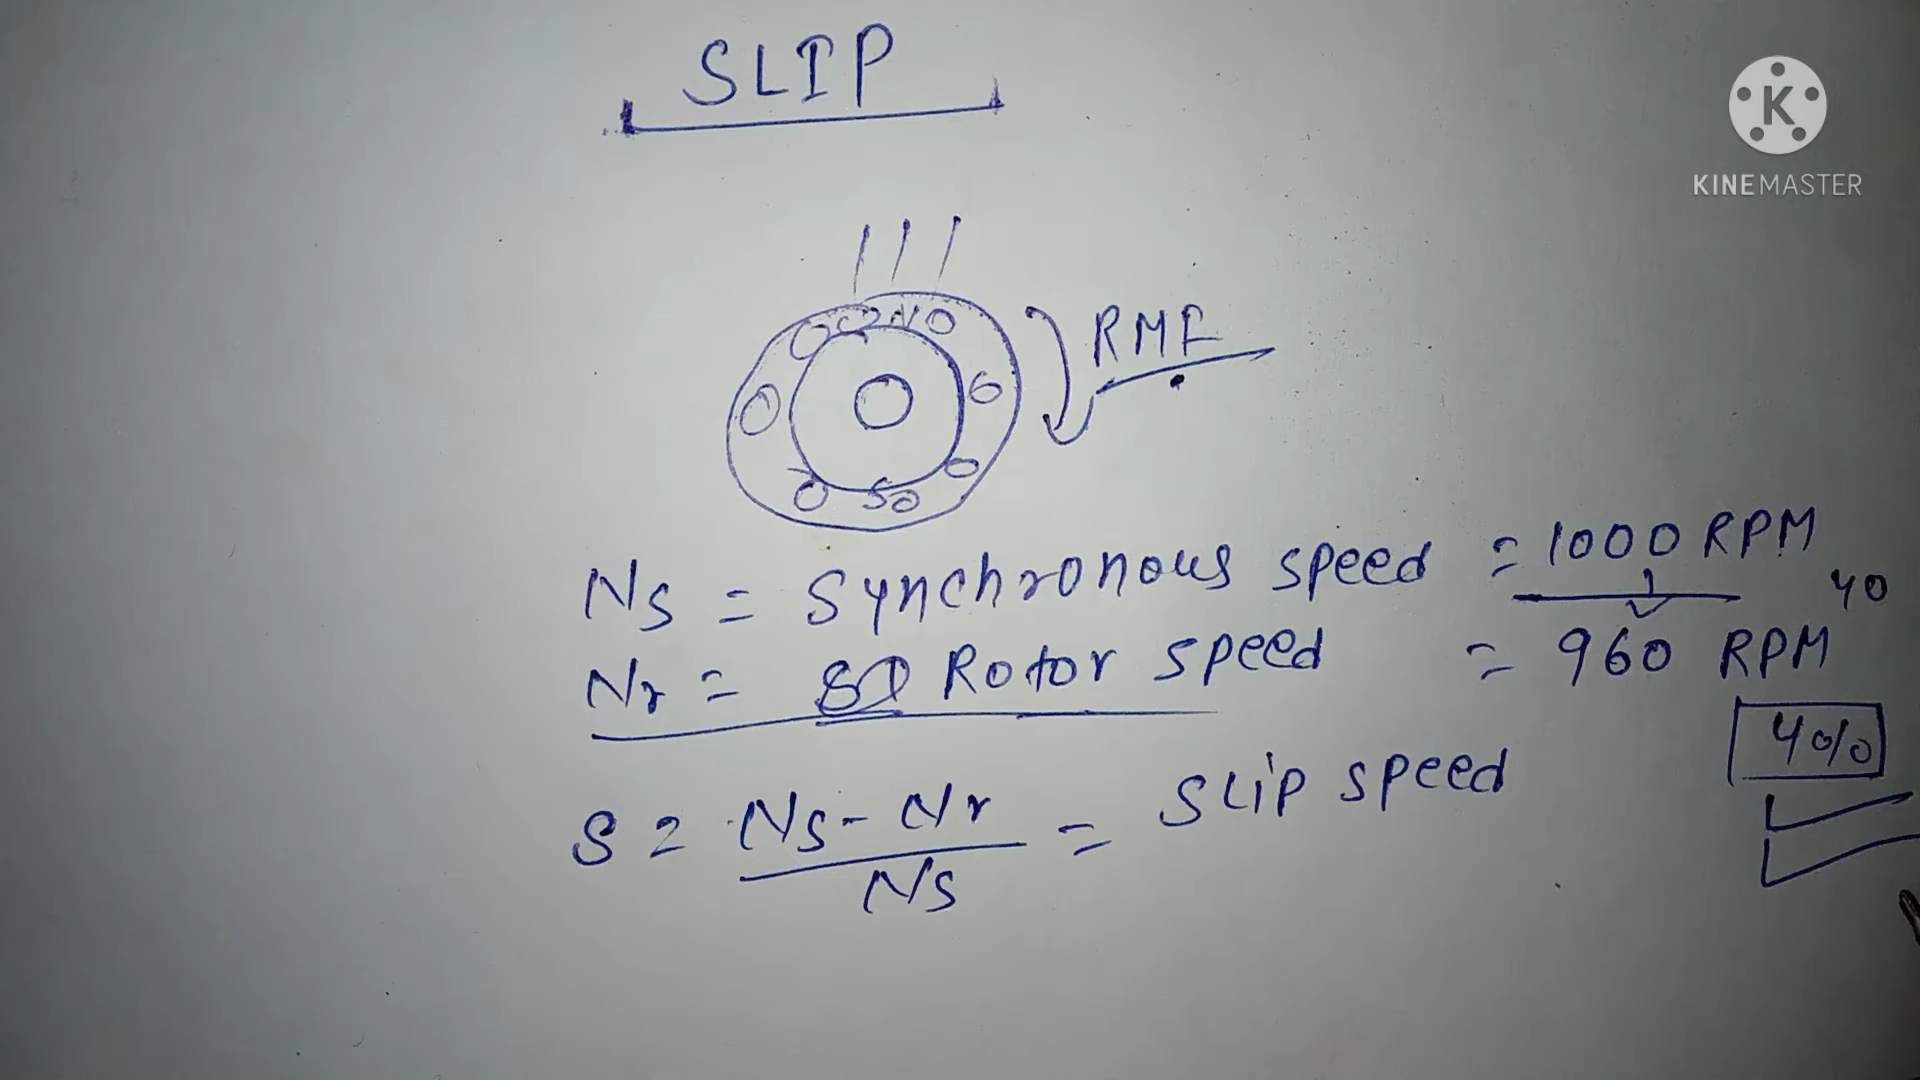 SLIP
K
KINEMASTER
N
RMF
S
Ns = Synchronous speed = 1000 RPM
40
Nr = Rotor speed = 960 RPM
4%
S = Ns - Nr / Ns = SLip speed